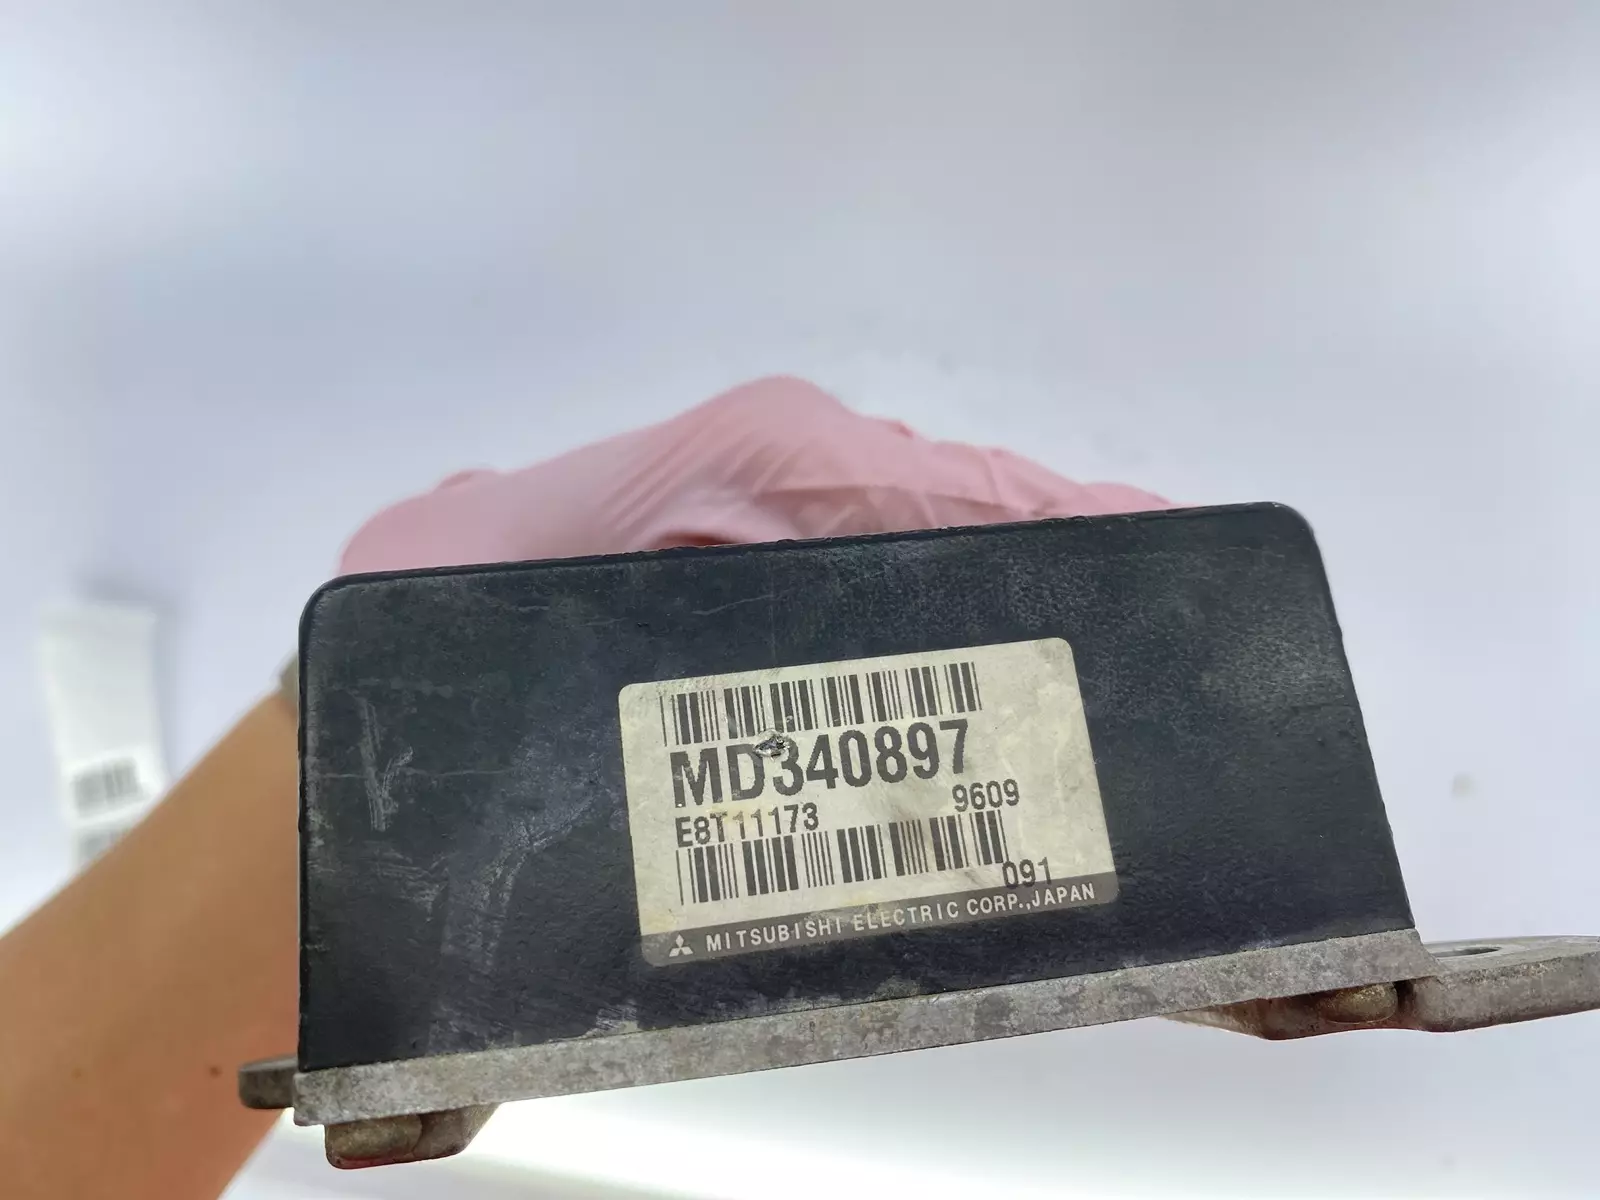 MD340897
E8T11173 9609
091
MITSUBISHI ELECTRIC CORP.,JAPAN